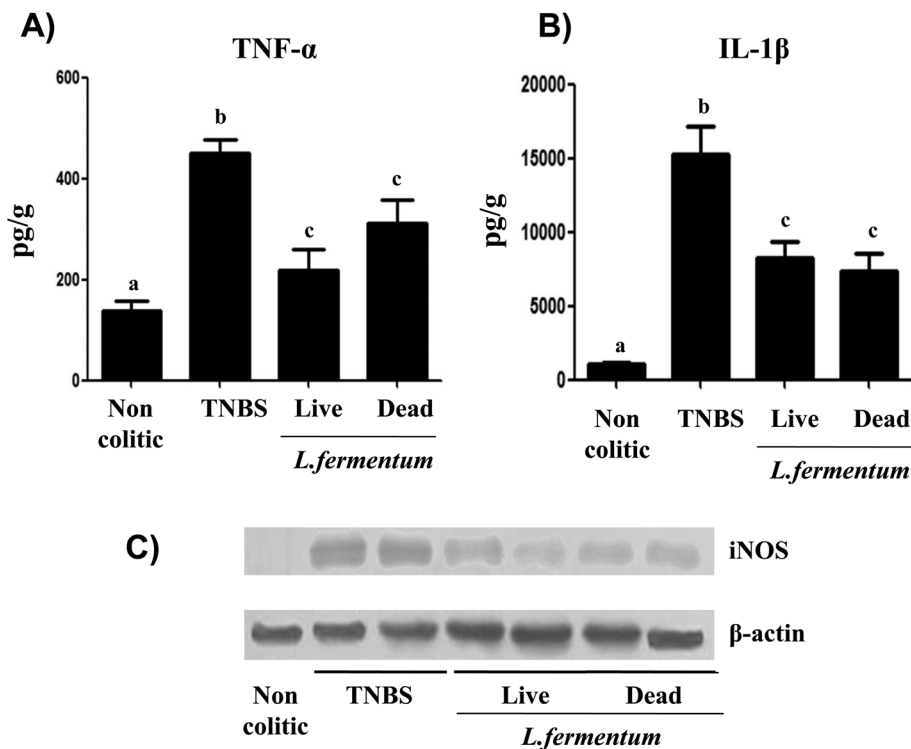 A)
TNF-α
600
400
200
0
pg/g
b
c
c
a
Non
colitic
TNBS
Live
Dead
L.fermentum
B)
IL-1β
20000
15000
10000
5000
0
pg/g
b
c
c
a
Non
colitic
TNBS
Live
Dead
L.fermentum
C)
iNOS
β-actin
Non
colitic
TNBS
Live
Dead
L.fermentum